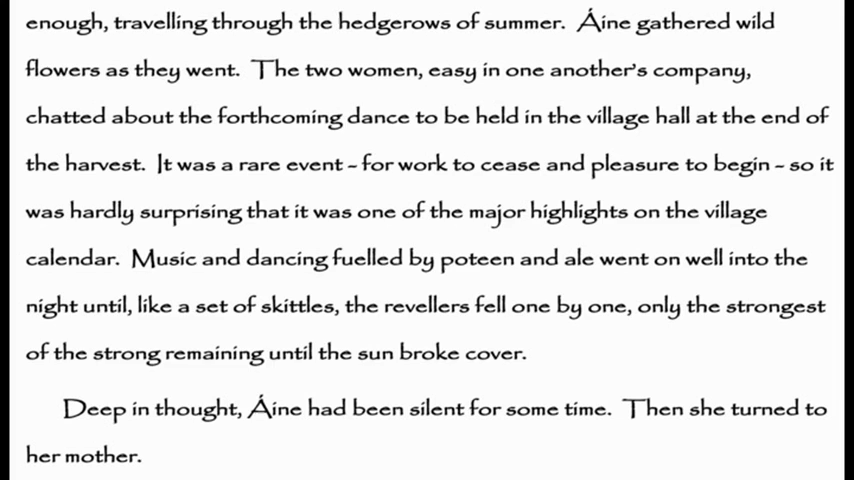 enough, travelling through the hedgerows of summer.  Áine gathered wild
flowers as they went.  The two women, easy in one another's company,
chatted about the forthcoming dance to be held in the village hall at the end of
the harvest.  It was a rare event - for work to cease and pleasure to begin - so it
was hardly surprising that it was one of the major highlights on the village
calendar.  Music and dancing fuelled by poteen and ale went on well into the
night until, like a set of skittles, the revellers fell one by one, only the strongest
of the strong remaining until the sun broke cover.
Deep in thought, Áine had been silent for some time.  Then she turned to
her mother.